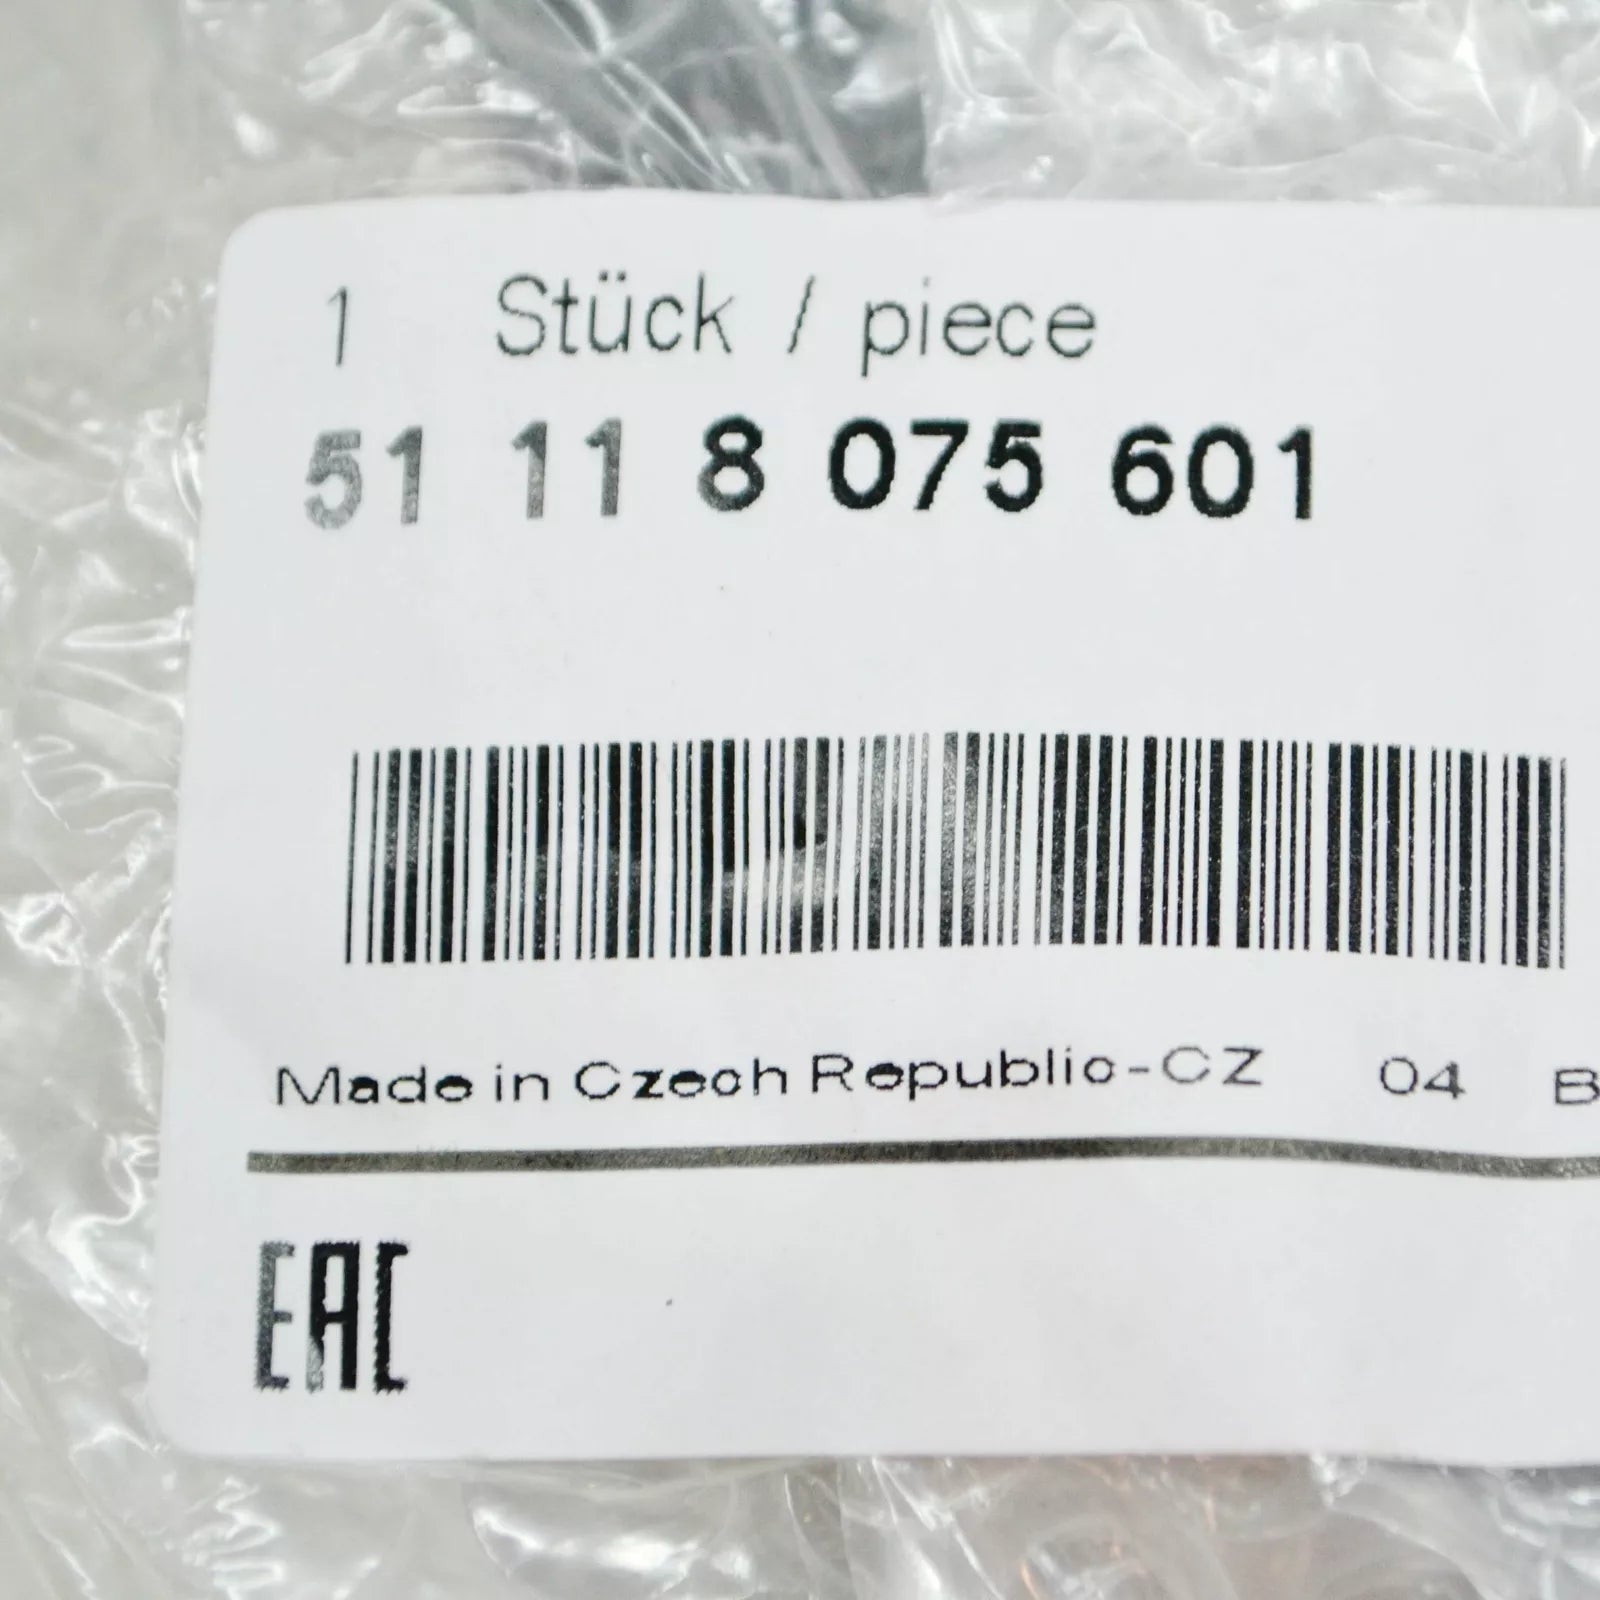 1 Stück / piece
51 11 8 075 601
Made in Czech Republic-CZ 04 B
EAC